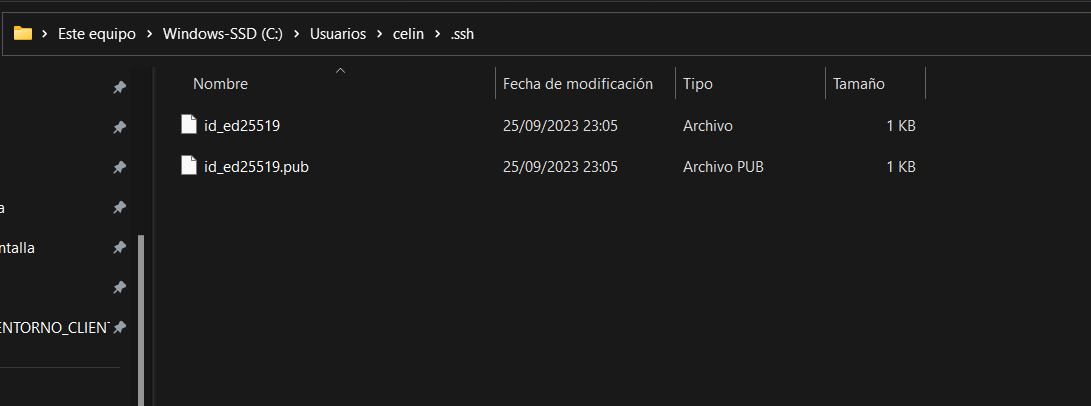 Este equipo > Windows-SSD (C:) > Usuarios > celin > .ssh
Nombre Fecha de modificación Tipo Tamaño
id_ed25519 25/09/2023 23:05 Archivo 1 KB
id_ed25519.pub 25/09/2023 23:05 Archivo PUB 1 KB
a
ntalla
ENTORNO_CLIENT